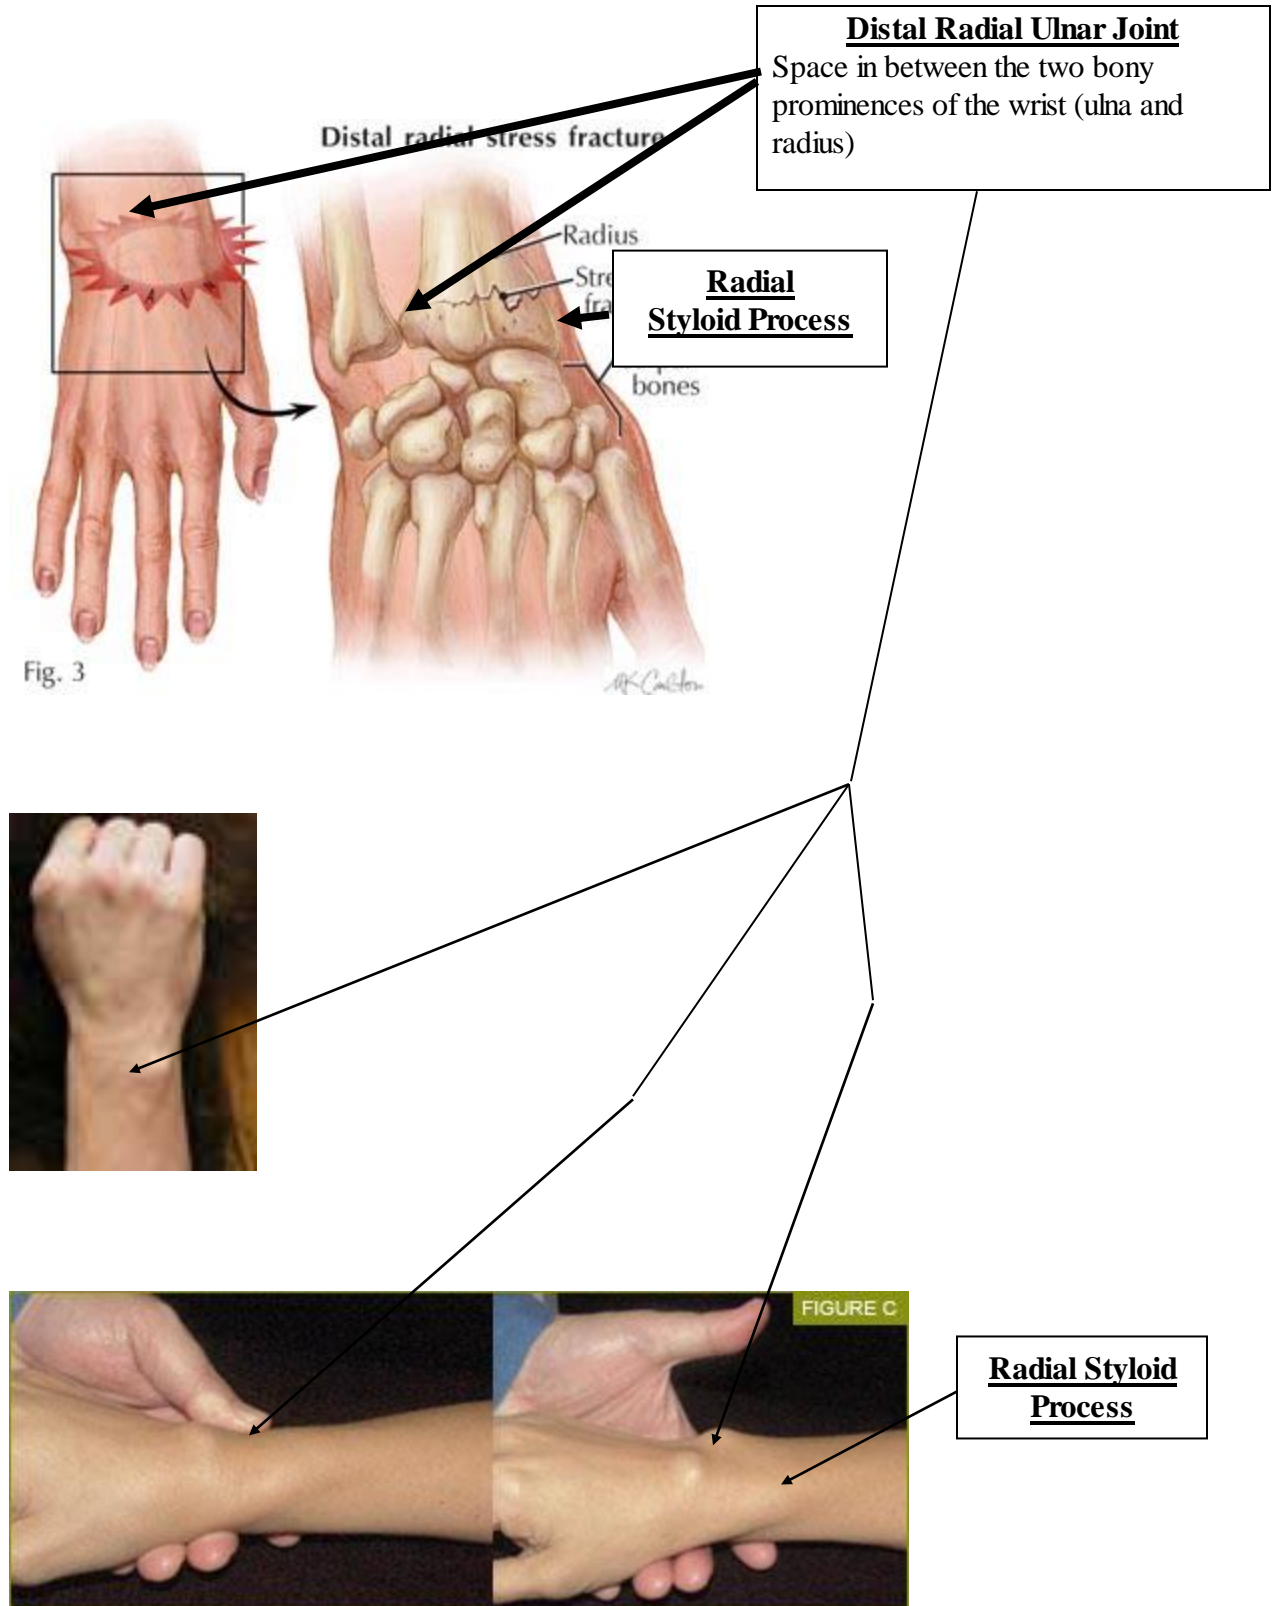 Distal Radial Ulnar Joint
Space in between the two bony
prominences of the wrist (ulna and
radius)
Distal radial stress fracture
Radius
Radial
Styloid Process
bones
Fig. 3
FIGURE C
Radial Styloid
Process